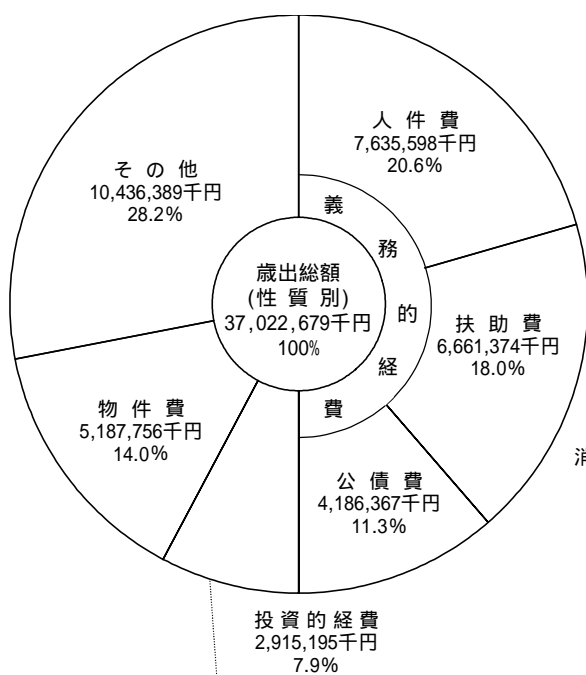 人件費
7,635,598千円
20.6%
その他
10,436,389千円
28.2%
義務的経費
歳出総額
(性質別)
37,022,679千円
100%
扶助費
6,661,374千円
18.0%
物件費
5,187,756千円
14.0%
公債費
4,186,367千円
11.3%
消
投資的経費
2,915,195千円
7.9%